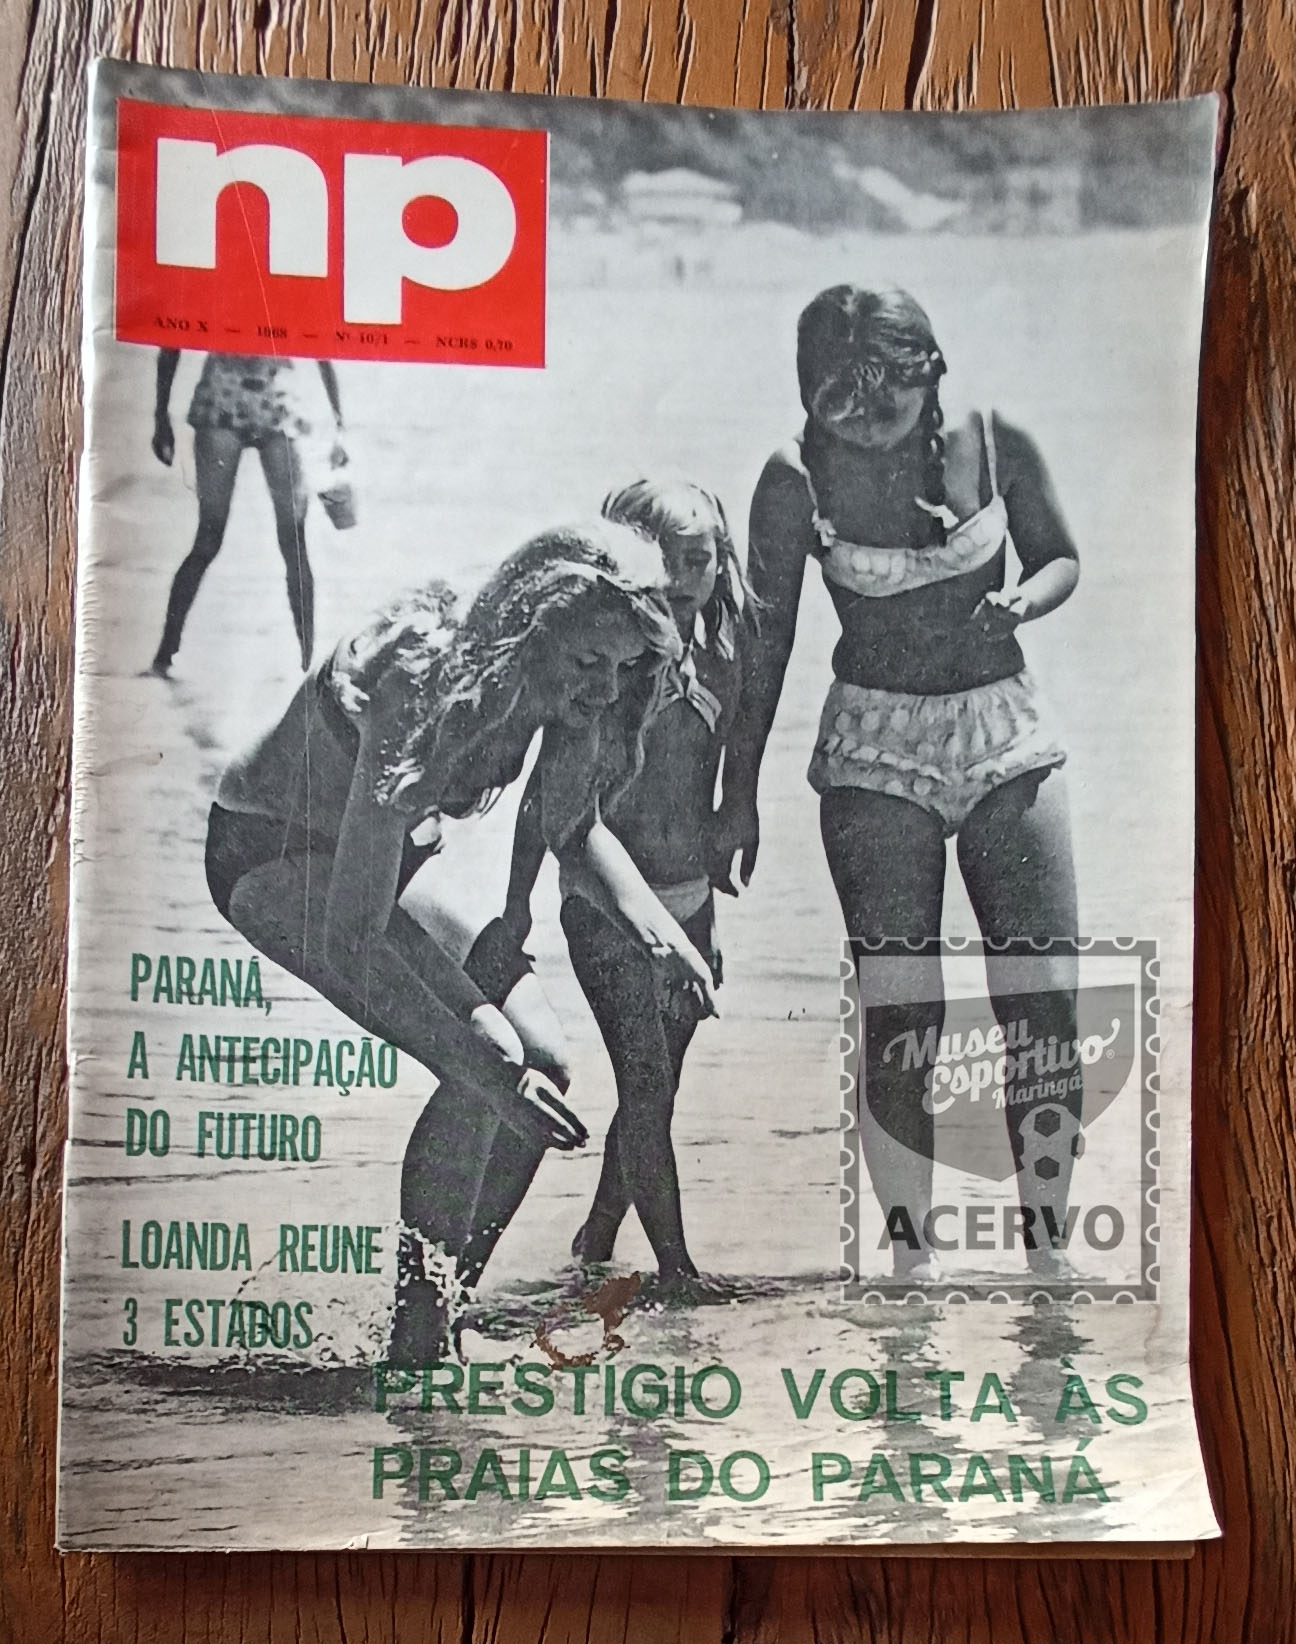 np
ANO X — 1968 — Nº 10/1 — NCR$ 0,70
PARANÁ,
A ANTECIPAÇÃO
DO FUTURO
LOANDA REUNE
3 ESTADOS
PRESTÍGIO VOLTA ÀS
PRAIAS DO PARANÁ
Museu
Esportivo®
Maringá
ACERVO